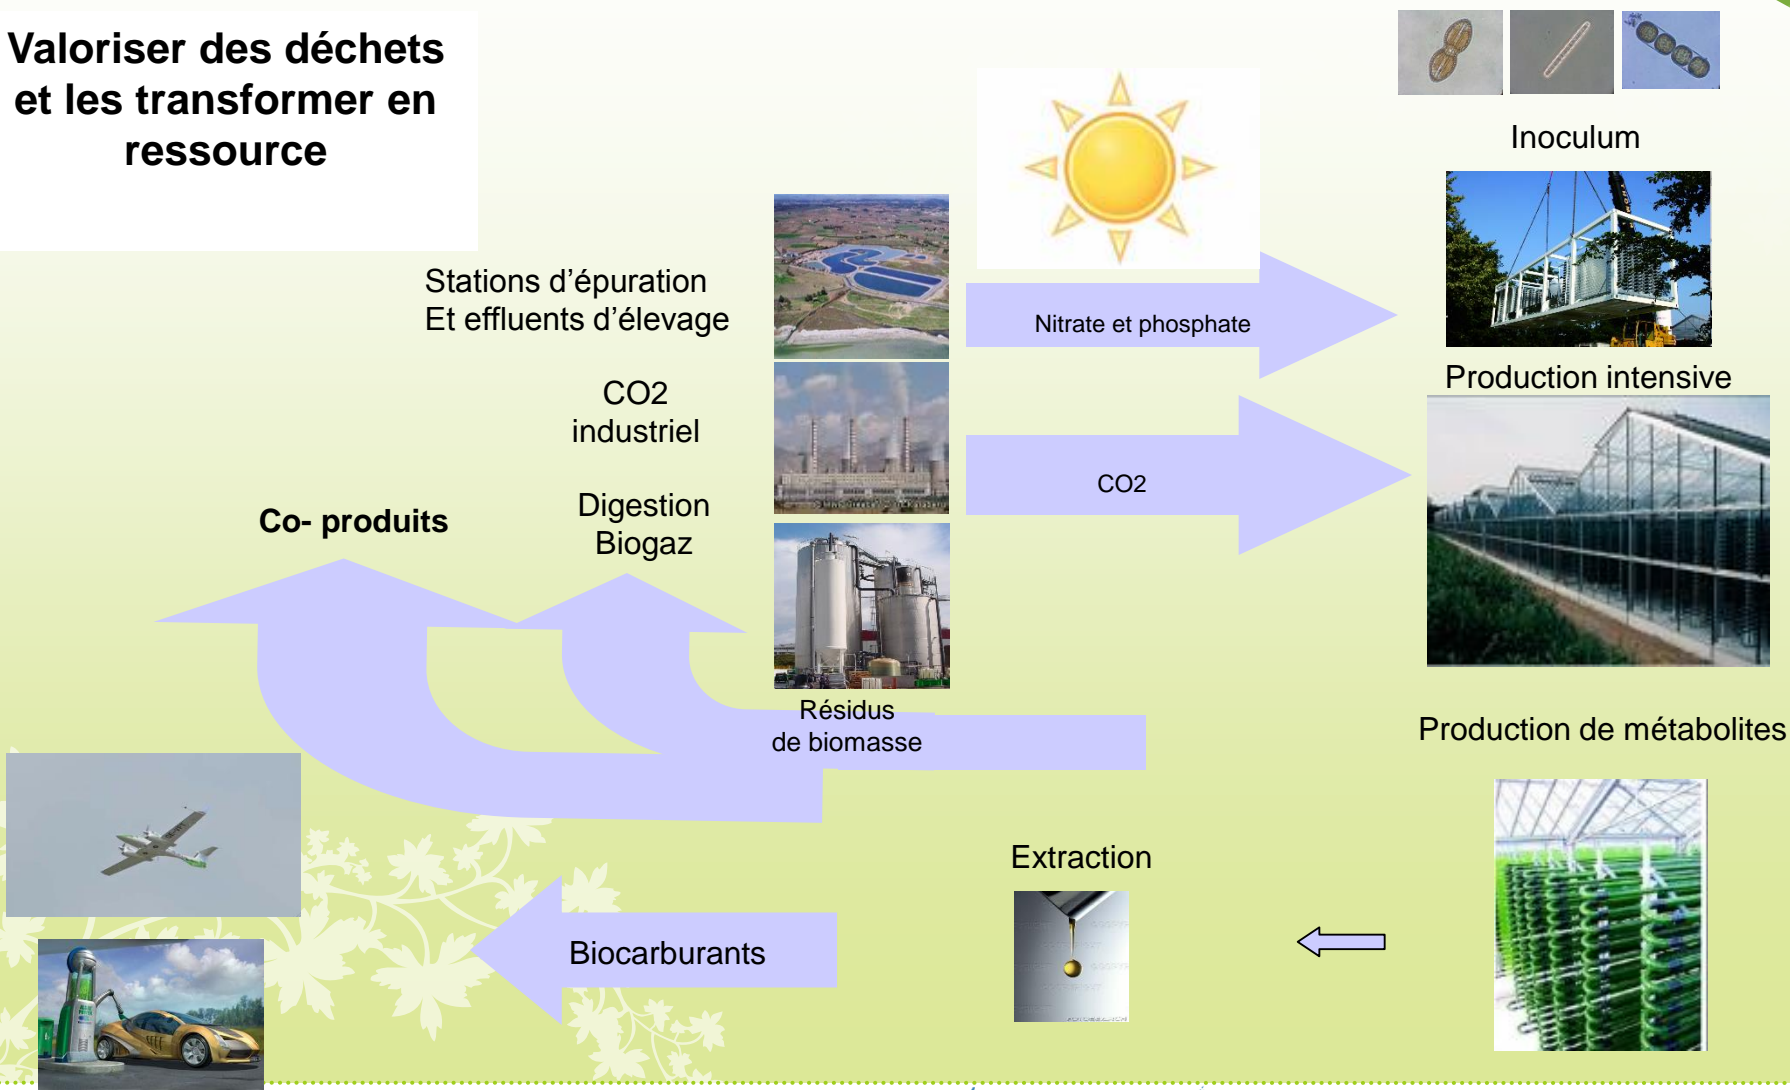 Valoriser des déchets
et les transformer en
ressource
Inoculum
Stations d’épuration
Et effluents d’élevage
Nitrate et phosphate
Production intensive
CO2
industriel
CO2
Digestion
Biogaz
Co- produits
Résidus
de biomasse
Production de métabolites
Extraction
Biocarburants